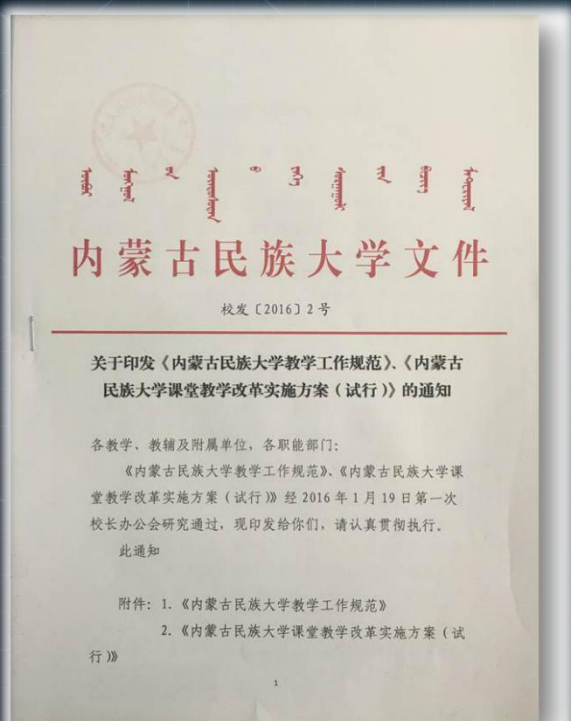 内蒙古民族大学文件
校发〔2016〕2号
关于印发《内蒙古民族大学教学工作规范》、《内蒙古
民族大学课堂教学改革实施方案（试行）》的通知
各教学、教辅及附属单位，各职能部门：
《内蒙古民族大学教学工作规范》、《内蒙古民族大学课
堂教学改革实施方案（试行）》经2016年1月19日第一次
校长办公会研究通过，现印发给你们，请认真贯彻执行。
此通知
附件：1.《内蒙古民族大学教学工作规范》
2.《内蒙古民族大学课堂教学改革实施方案（试
行）》
1